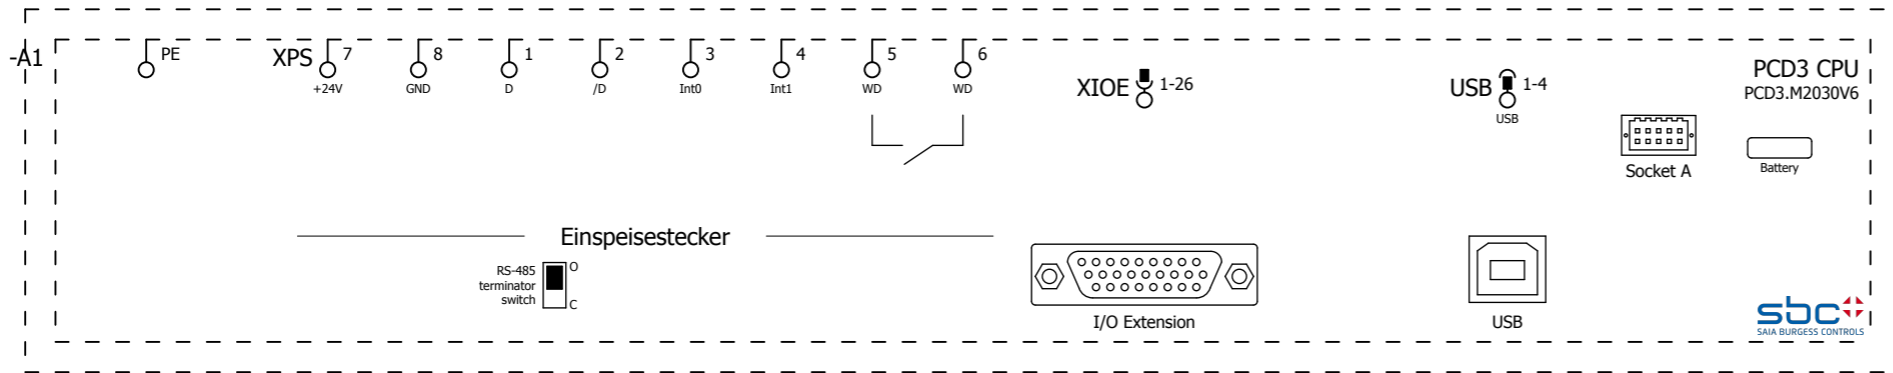 -A1
PE
XPS
7
8
1
2
3
4
5
6
+24V
GND
D
/D
Int0
Int1
WD
WD
XIOE
1-26
USB
1-4
USB
PCD3 CPU
PCD3.M2030V6
Socket A
Battery
Einspeisestecker
RS-485
terminator
switch
O
C
I/O Extension
USB
sbc
SAIA BURGESS CONTROLS